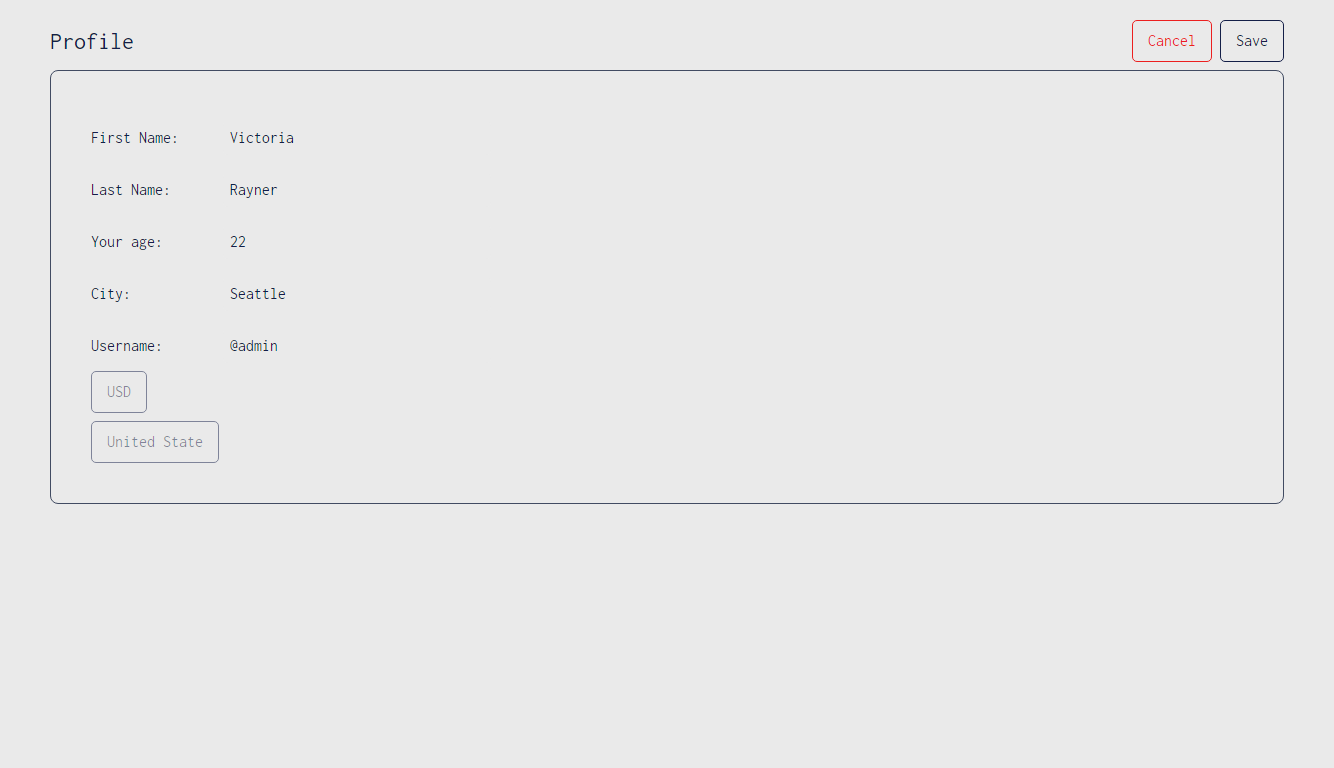 Profile Cancel Save
First Name: Victoria
Last Name: Rayner
Your age: 22
City: Seattle
Username: @admin
USD
United State